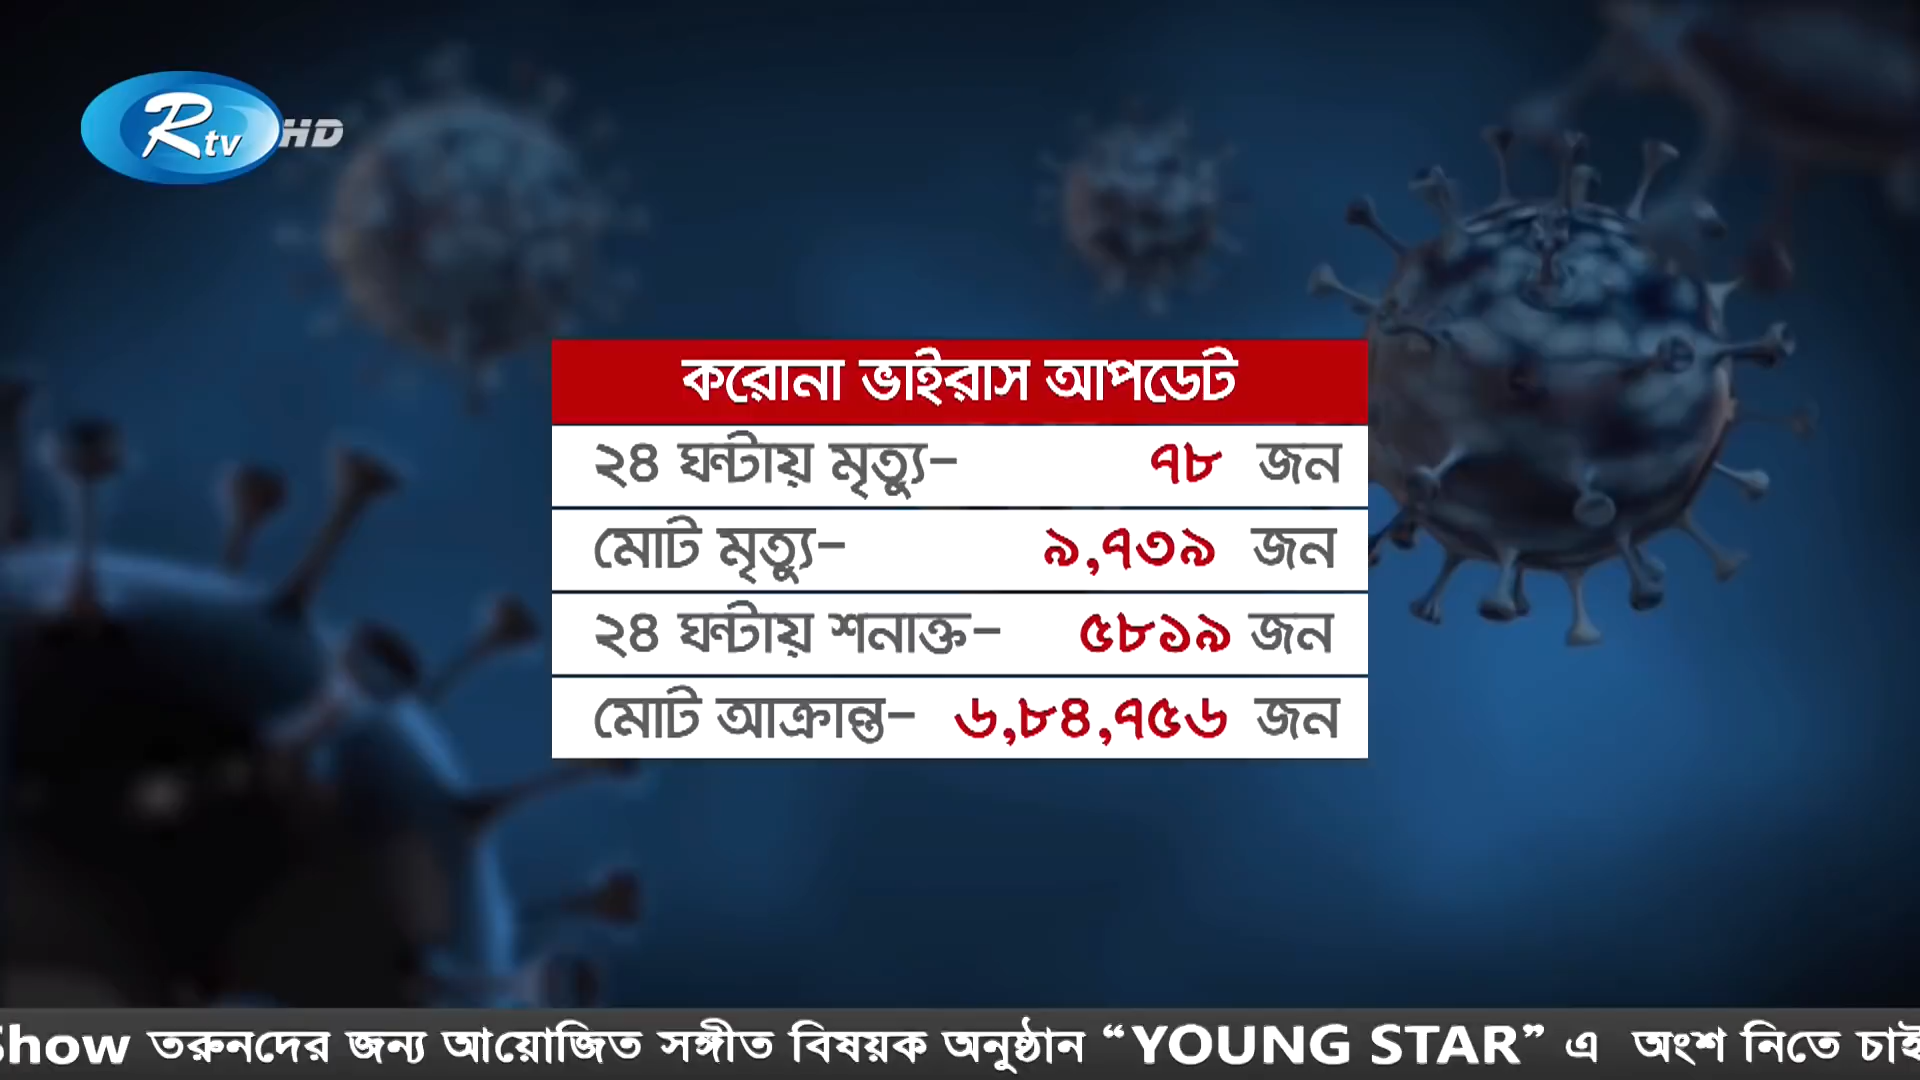 Rtv HD
করোনা ভাইরাস আপডেট
২৪ ঘন্টায় মৃত্যু- ৭৮ জন
মোট মৃত্যু- ৯,৭৩৯ জন
২৪ ঘন্টায় শনাক্ত- ৫৮১৯ জন
মোট আক্রান্ত- ৬,৮৪,৭৫৬ জন
Show তরুনদের জন্য আয়োজিত সঙ্গীত বিষয়ক অনুষ্ঠান “YOUNG STAR” এ অংশ নিতে চাই